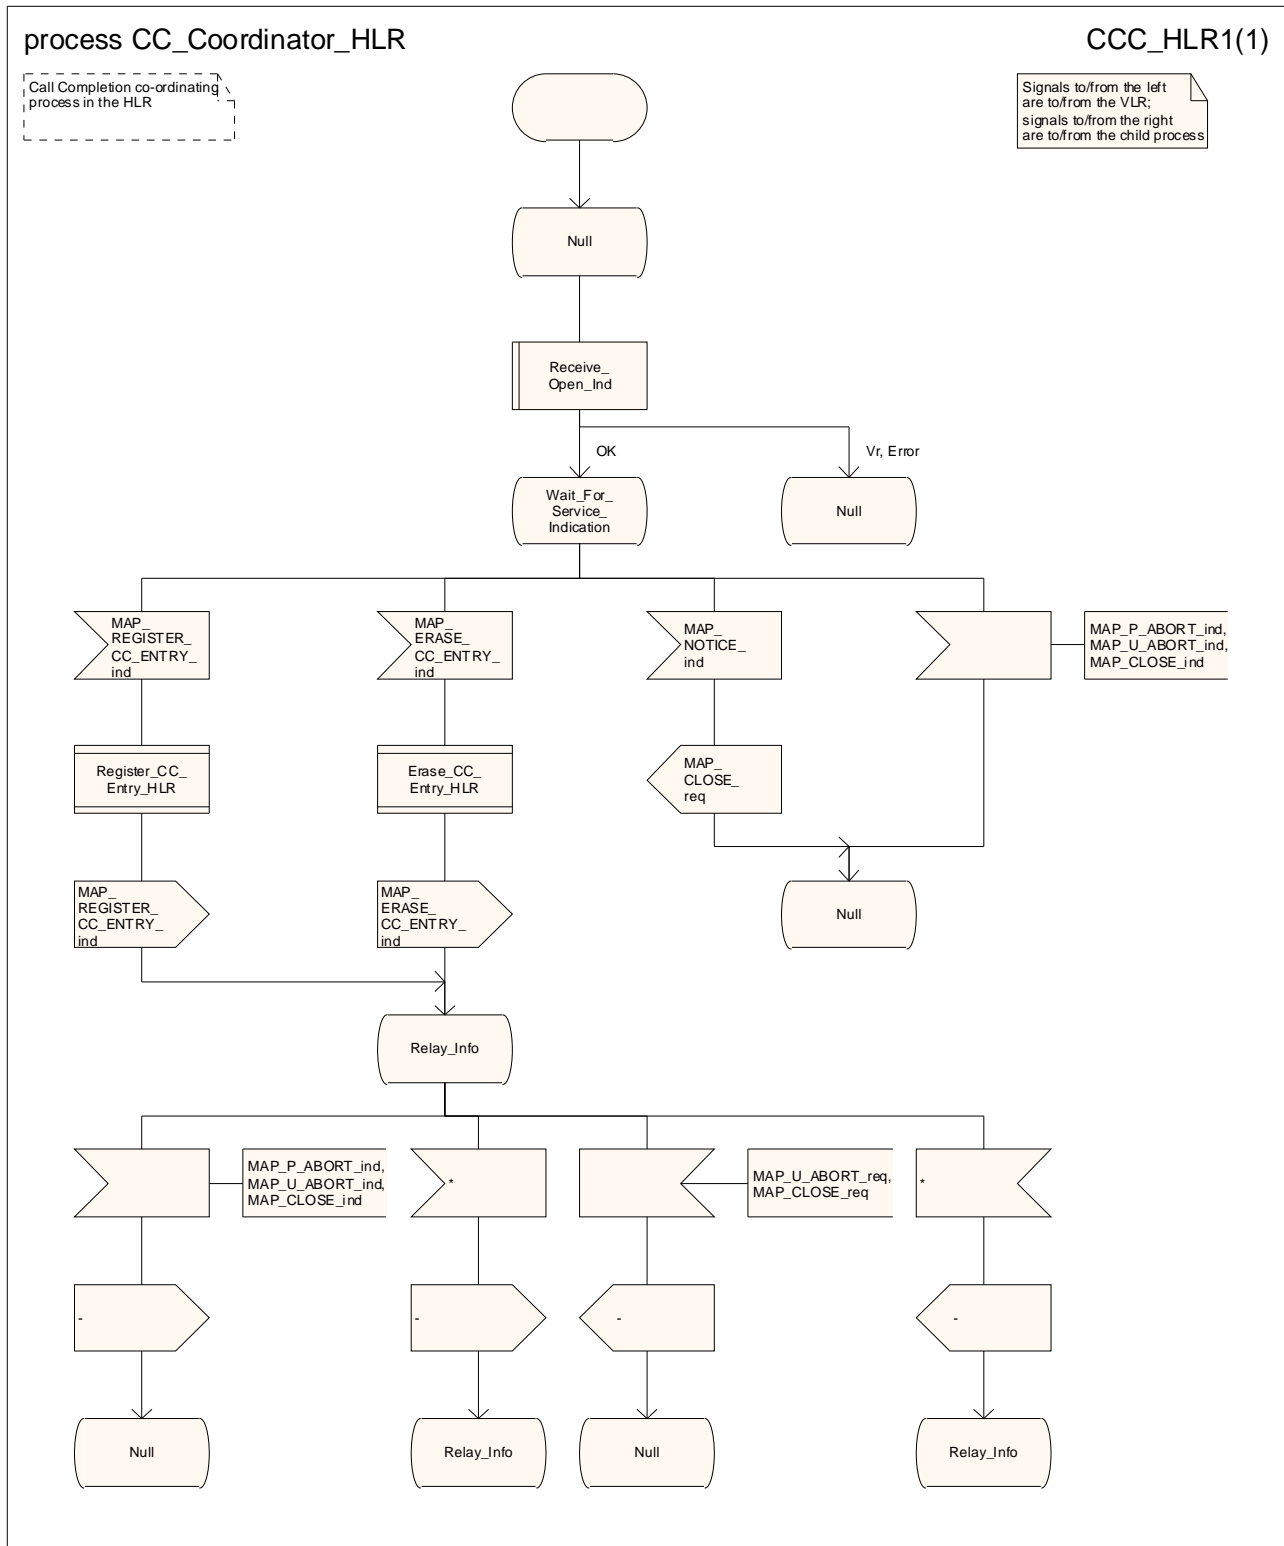 process CC_Coordinator_HLR
CCC_HLR1(1)
Call Completion co-ordinating
process in the HLR
Signals to/from the left
are to/from the VLR;
signals to/from the right
are to/from the child process
Null
Receive_
Open_Ind
OK
Vr, Error
Wait_For_
Service_
Indication
Null
MAP_
REGISTER_
CC_ENTRY_
ind
MAP_
ERASE_
CC_ENTRY_
ind
MAP_
NOTICE_
ind
MAP_P_ABORT_ind,
MAP_U_ABORT_ind,
MAP_CLOSE_ind
Register_CC_
Entry_HLR
Erase_CC_
Entry_HLR
MAP_
CLOSE_
req
MAP_
REGISTER_
CC_ENTRY_
ind
MAP_
ERASE_
CC_ENTRY_
ind
Null
Relay_Info
MAP_P_ABORT_ind,
MAP_U_ABORT_ind,
MAP_CLOSE_ind
*
MAP_U_ABORT_req,
MAP_CLOSE_req
*
-
-
-
-
Null
Relay_Info
Null
Relay_Info